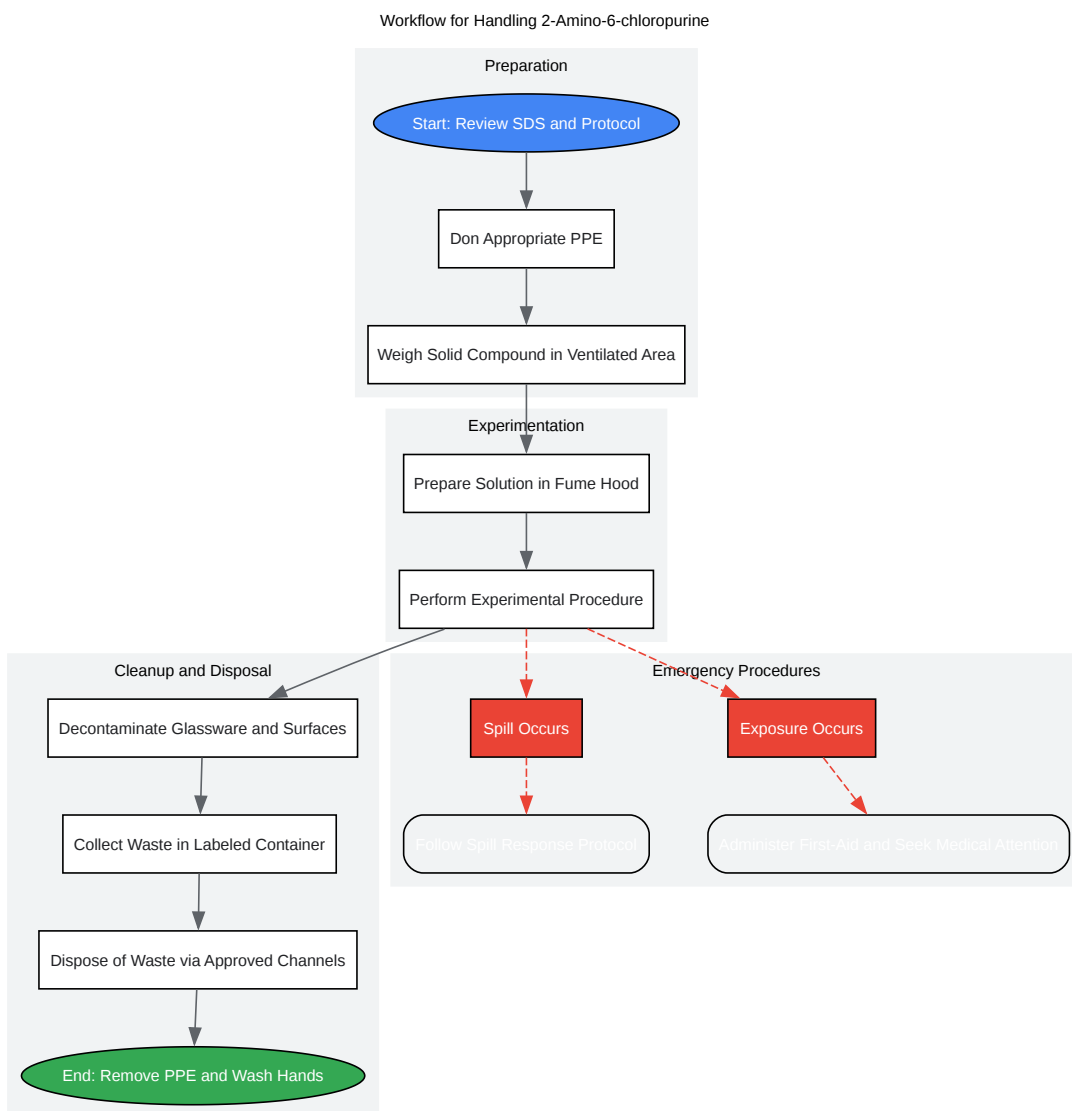 Workflow for Handling 2-Amino-6-chloropurine
Preparation
Start: Review SDS and Protocol
Don Appropriate PPE
Weigh Solid Compound in Ventilated Area
Experimentation
Prepare Solution in Fume Hood
Perform Experimental Procedure
Cleanup and Disposal
Decontaminate Glassware and Surfaces
Collect Waste in Labeled Container
Dispose of Waste via Approved Channels
End: Remove PPE and Wash Hands
Emergency Procedures
Spill Occurs
Exposure Occurs
Follow Spill Response Protocol
Administer First-Aid and Seek Medical Attention